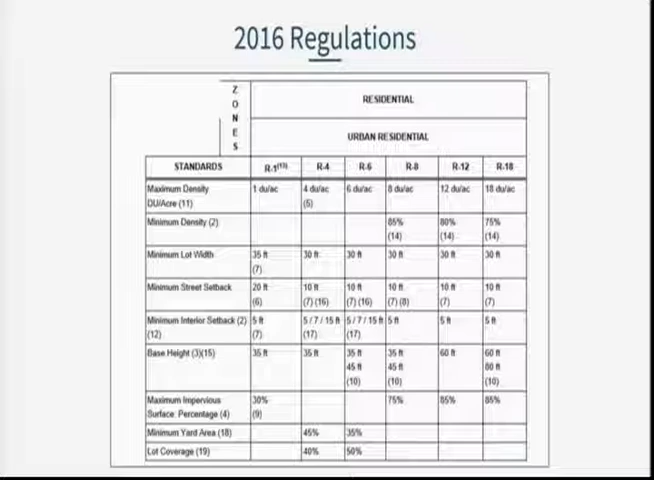 2016 Regulations
Z
O
N
E
S
RESIDENTIAL
URBAN RESIDENTIAL
STANDARDS R-1(13) R-4 R-6 R-8 R-12 R-18
Maximum Density 1 du/ac 4 du/ac 6 du/ac 8 du/ac 12 du/ac 18 du/ac
DU/Acre (11) (5)
Minimum Density (2) 85% 80% 75%
(14) (14) (14)
Minimum Lot Width 35 ft 30 ft 30 ft 30 ft 30 ft 30 ft
(7)
Minimum Street Setback 20 ft 10 ft 10 ft 10 ft 10 ft 10 ft
(6) (7) (16) (7) (16) (7) (8) (7) (7)
Minimum Interior Setback (2) 5 ft 5/7/15 ft 5/7/15 ft 5 ft 5 ft 5 ft
(12) (7) (17) (17)
Base Height (3)(15) 35 ft 35 ft 35 ft 35 ft 60 ft 60 ft
45 ft 45 ft 80 ft
(10) (10) (10)
Maximum Impervious 30% 75% 85% 85%
Surface: Percentage (4) (9)
Minimum Yard Area (18) 45% 35%
Lot Coverage (19) 40% 50%